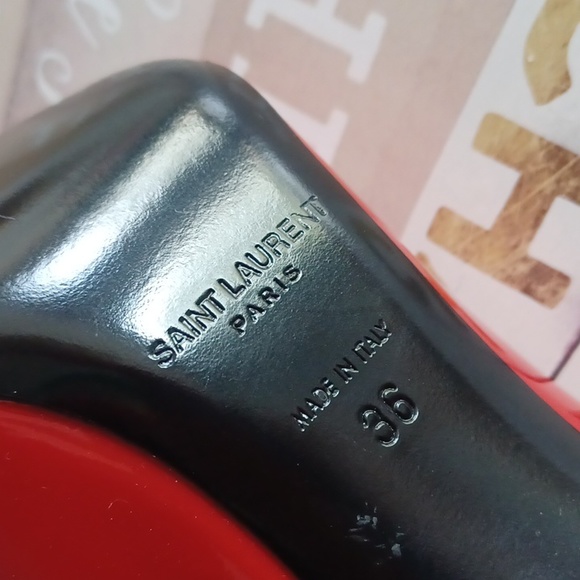 SAINT LAURENT
PARIS
MADE IN ITALY
36